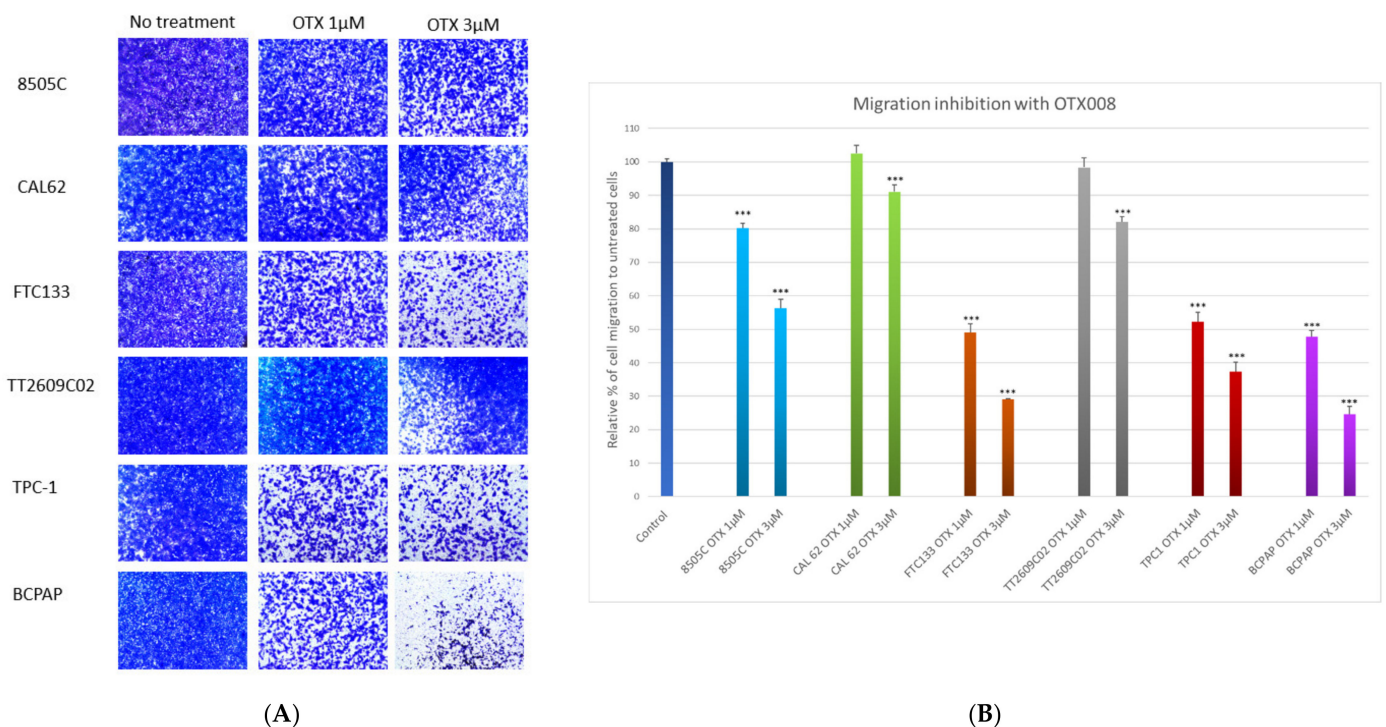 No treatment OTX 1µM OTX 3µM
8505C
CAL62
FTC133
TT2609C02
TPC-1
BCPAP
(A)
Migration inhibition with OTX008
Relative % of cell migration to untreated cells
110
100
90
80
70
60
50
40
30
20
10
0
***
***
***
***
***
***
***
***
***
***
Control
8505C OTX 1µM
8505C OTX 3µM
CAL 62 OTX 1µM
CAL 62 OTX 3µM
FTC133 OTX 1µM
FTC133 OTX 3µM
TT2609C02 OTX 1µM
TT2609C02 OTX 3µM
TPC1 OTX 1µM
TPC1 OTX 3µM
BCPAP OTX 1µM
BCPAP OTX 3µM
(B)